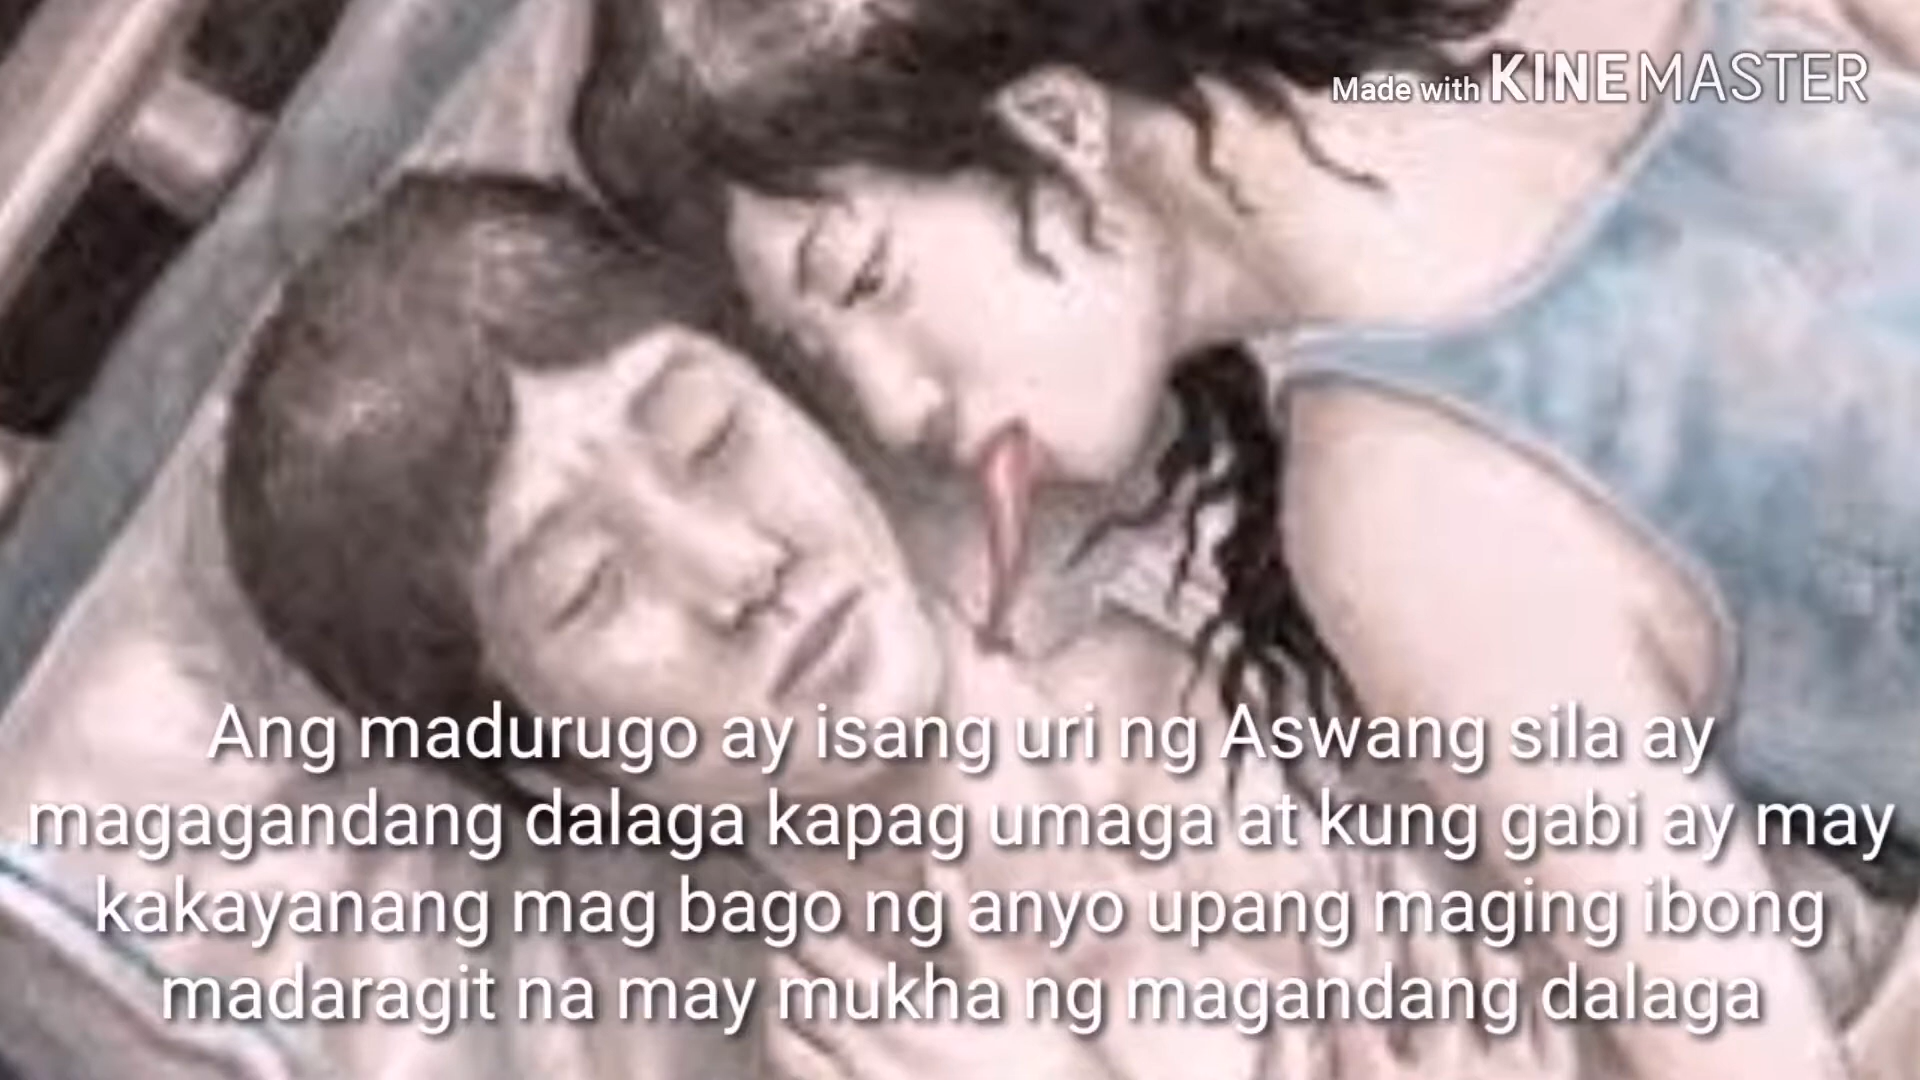 Made with KINEMASTER
Ang madurugo ay isang uri ng Aswang sila ay
magagandang dalaga kapag umaga at kung gabi ay may
kakayanang mag bago ng anyo upang maging ibong
madaragit na may mukha ng magandang dalaga